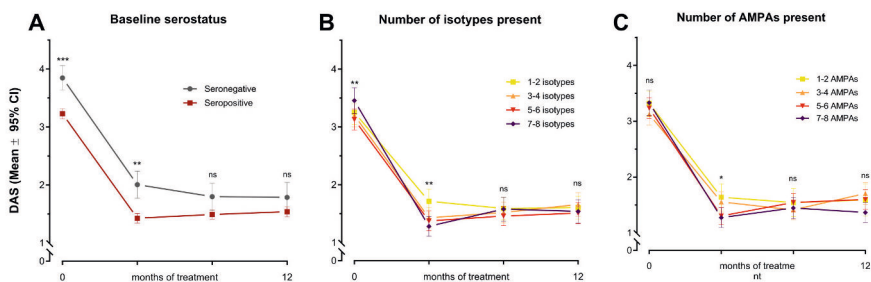 A
Baseline serostatus
DAS (Mean ± 95% CI)
4
3
2
1
0
***
**
ns
ns
Seronegative
Seropositive
0
months of treatment
12
B
Number of isotypes present
4
3
2
1
0
**
**
ns
ns
1-2 isotypes
3-4 isotypes
5-6 isotypes
7-8 isotypes
0
months of treatment
12
C
Number of AMPAs present
4
3
2
1
0
ns
*
ns
ns
1-2 AMPAs
3-4 AMPAs
5-6 AMPAs
7-8 AMPAs
0
months of treatme
nt
12